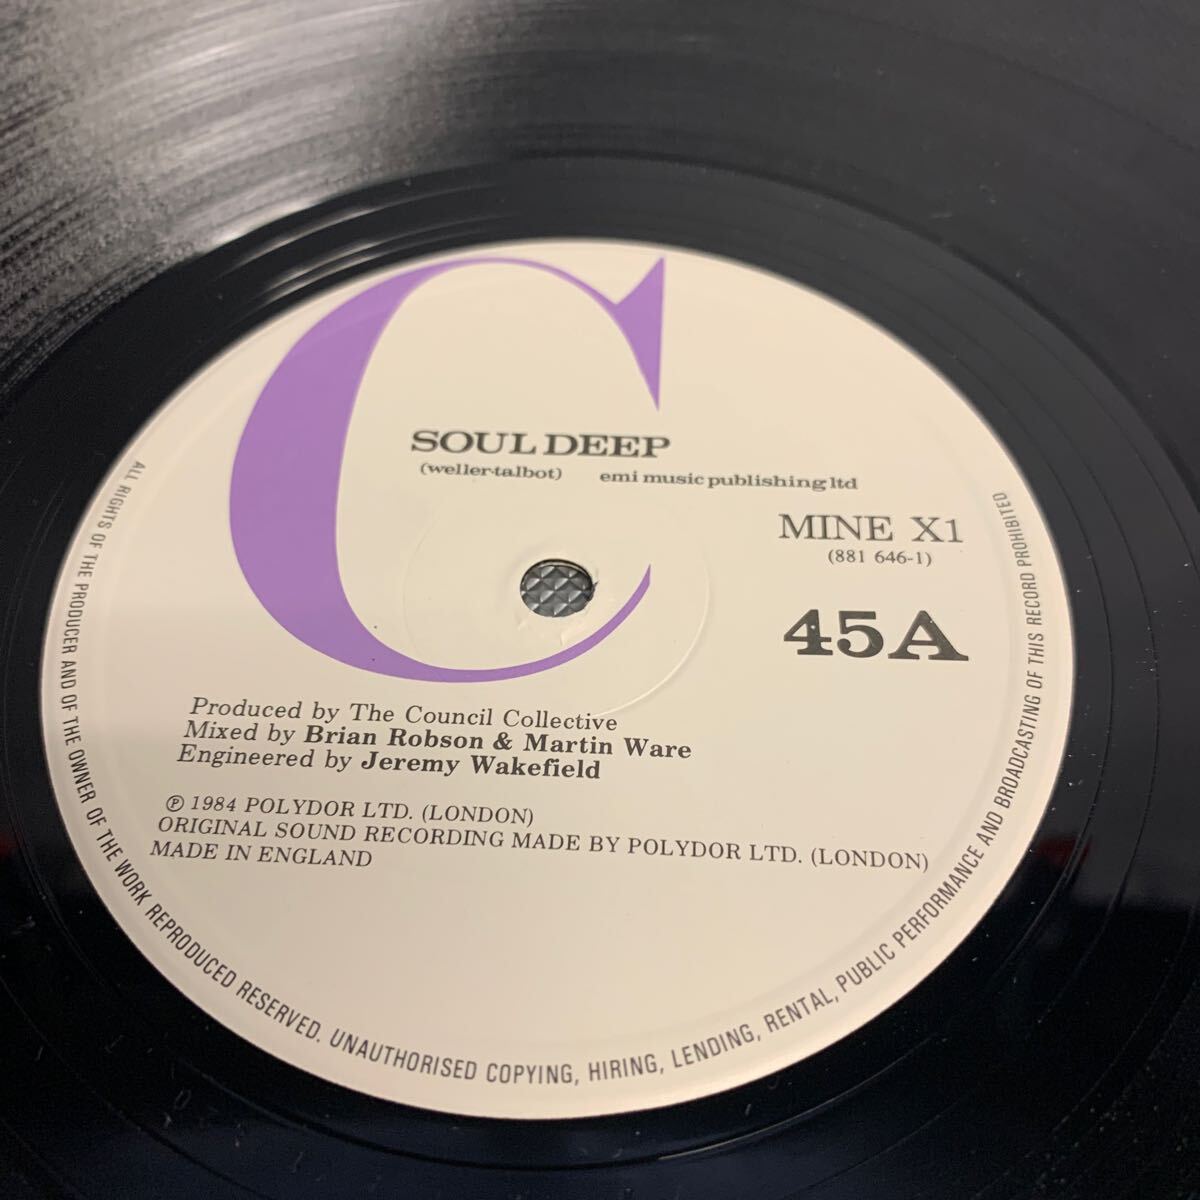 C
SOUL DEEP
(weller-talbot) emi music publishing ltd
MINE X1
(881 646-1)
45A
Produced by The Council Collective
Mixed by Brian Robson & Martin Ware
Engineered by Jeremy Wakefield
℗ 1984 POLYDOR LTD. (LONDON)
ORIGINAL SOUND RECORDING MADE BY POLYDOR LTD. (LONDON)
MADE IN ENGLAND
ALL RIGHTS OF THE PRODUCER AND OF THE OWNER OF THE WORK REPRODUCED RESERVED. UNAUTHORISED COPYING, HIRING, LENDING, RENTAL, PUBLIC PERFORMANCE AND BROADCASTING OF THIS RECORD PROHIBITED